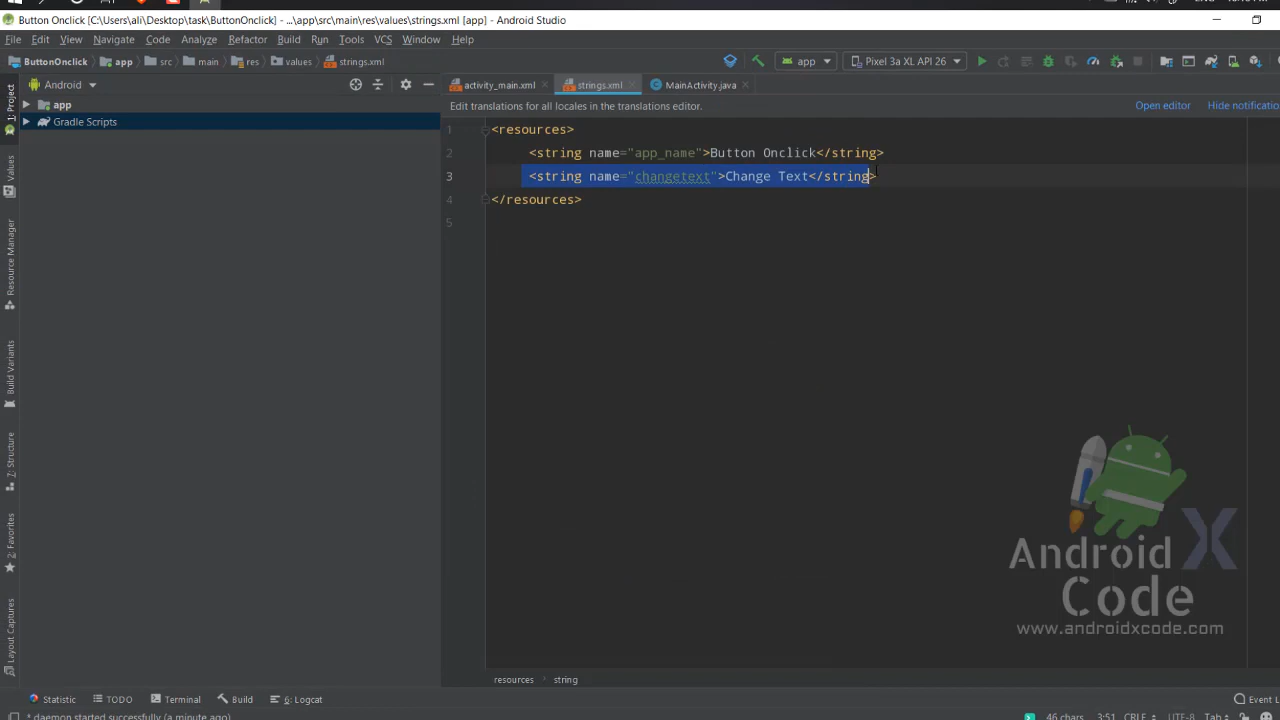 Button Onclick [C:\Users\ali\Desktop\task\ButtonOnclick] - ...\app\src\main\res\values\strings.xml [app] - Android Studio
File Edit View Navigate Code Analyze Refactor Build Run Tools VCS Window Help
ButtonOnclick app src main res values strings.xml app Pixel 3a XL API 26
Android activity_main.xml strings.xml MainActivity.java
Edit translations for all locales in the translations editor. Open editor Hide notificatio
app
Gradle Scripts
1 <resources>
2 <string name="app_name">Button Onclick</string>
3 <string name="changetext">Change Text</string>
4 </resources>
5
1: Project
Values
Resource Manager
Build Variants
7: Structure
2: Favorites
Layout Captures
Android X
Code
www.androidxcode.com
resources string
Statistic TODO Terminal Build 6: Logcat Event L
* daemon started successfully (a minute ago) 46 chars 3:51 CRLF UTF-8 Tab